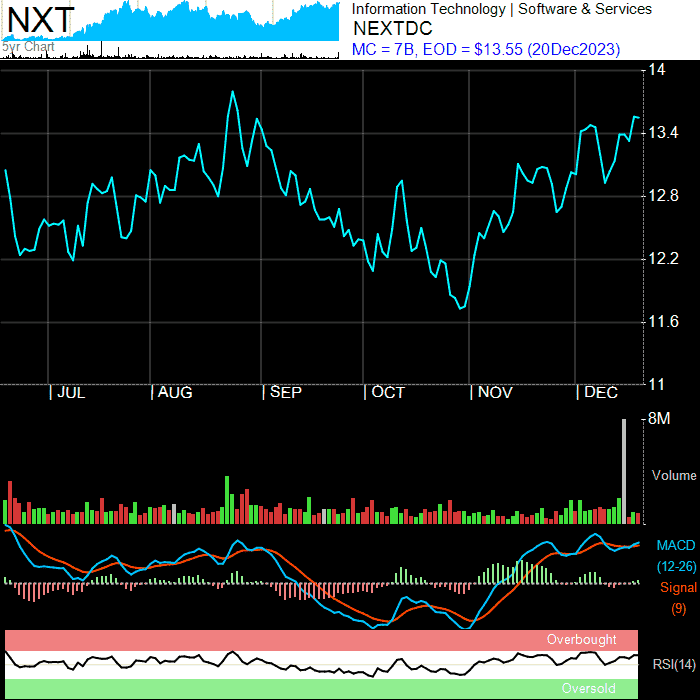 NXT
5yr Chart
Information Technology | Software & Services
NEXTDC
MC = 7B, EOD = $13.55 (20Dec2023)
14
13.4
12.8
12.2
11.6
11
| JUL | AUG | SEP | OCT | NOV | DEC
8M
Volume
MACD
(12-26)
Signal
(9)
Overbought
RSI(14)
Oversold